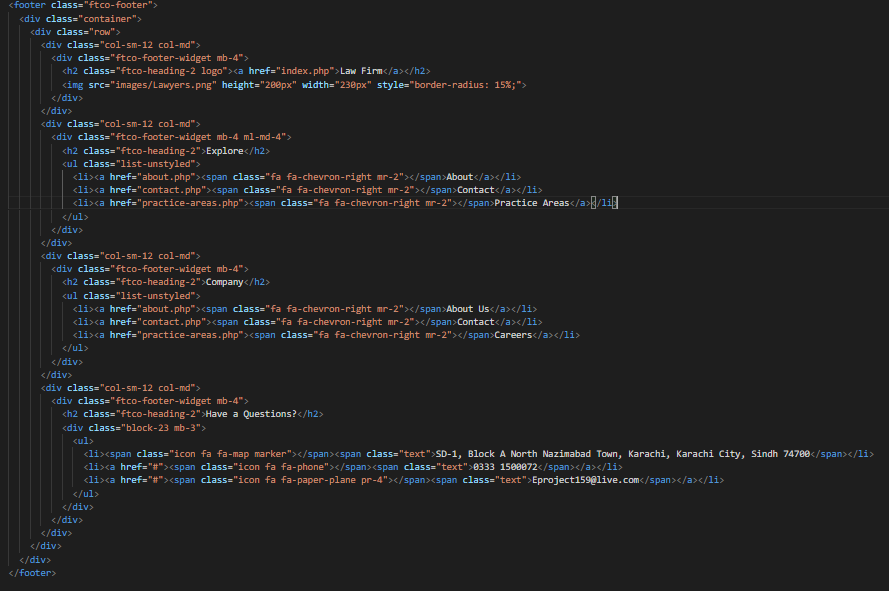 <footer class="ftco-footer">
<div class="container">
<div class="row">
<div class="col-sm-12 col-md">
<div class="ftco-footer-widget mb-4">
<h2 class="ftco-heading-2 logo"><a href="index.php">Law Firm</a></h2>
<img src="images/Lawyers.png" height="200px" width="230px" style="border-radius: 15%;">
</div>
</div>
<div class="col-sm-12 col-md">
<div class="ftco-footer-widget mb-4 ml-md-4">
<h2 class="ftco-heading-2">Explore</h2>
<ul class="list-unstyled">
<li><a href="about.php"><span class="fa fa-chevron-right mr-2"></span>About</a></li>
<li><a href="contact.php"><span class="fa fa-chevron-right mr-2"></span>Contact</a></li>
<li><a href="practice-areas.php"><span class="fa fa-chevron-right mr-2"></span>Practice Areas</a></li>
</ul>
</div>
</div>
<div class="col-sm-12 col-md">
<div class="ftco-footer-widget mb-4">
<h2 class="ftco-heading-2">Company</h2>
<ul class="list-unstyled">
<li><a href="about.php"><span class="fa fa-chevron-right mr-2"></span>About Us</a></li>
<li><a href="contact.php"><span class="fa fa-chevron-right mr-2"></span>Contact</a></li>
<li><a href="practice-areas.php"><span class="fa fa-chevron-right mr-2"></span>Careers</a></li>
</ul>
</div>
</div>
<div class="col-sm-12 col-md">
<div class="ftco-footer-widget mb-4">
<h2 class="ftco-heading-2">Have a Questions?</h2>
<div class="block-23 mb-3">
<ul>
<li><span class="icon fa fa-map marker"></span><span class="text">SD-1, Block A North Nazimabad Town, Karachi, Karachi City, Sindh 74700</span></li>
<li><a href="#"><span class="icon fa fa-phone"></span><span class="text">0333 1500072</span></a></li>
<li><a href="#"><span class="icon fa fa-paper-plane pr-4"></span><span class="text">Eproject159@live.com</span></a></li>
</ul>
</div>
</div>
</div>
</div>
</div>
</footer>